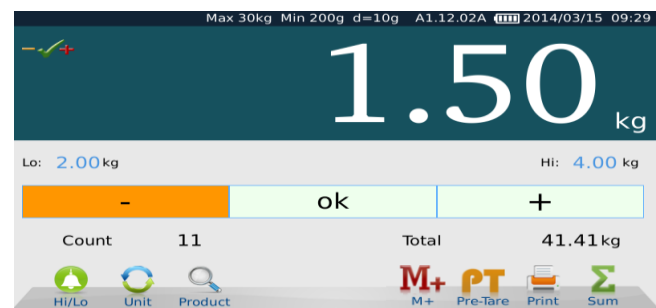 Max 30kg Min 200g d=10g A1.12.02A 2014/03/15 09:29
1.50 kg
Lo: 2.00 kg Hi: 4.00 kg
- ok +
Count 11 Total 41.41kg
M+ PT Σ
Hi/Lo Unit Product M+ Pre-Tare Print Sum